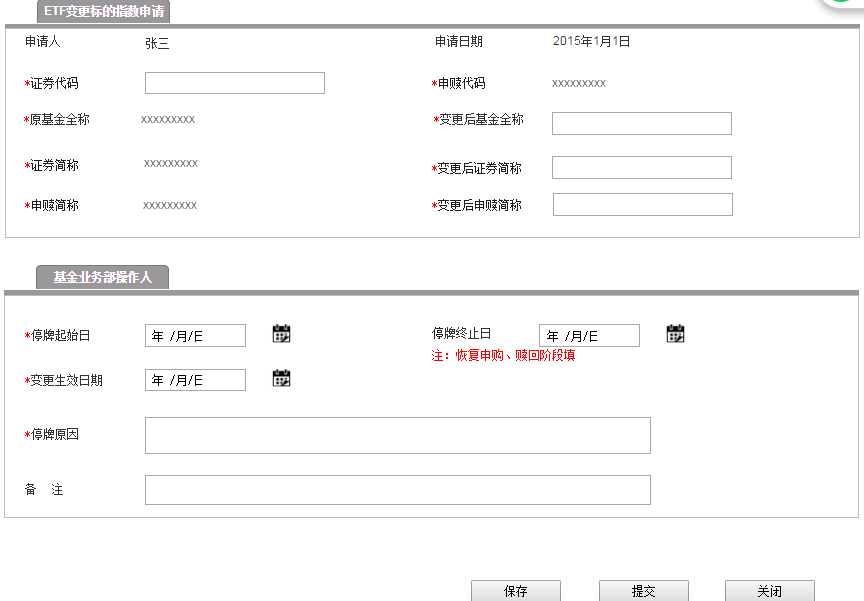 ETF变更标的指数申请
申请人 张三 申请日期 2015年1月1日
*证券代码 *申赎代码 xxxxxxxxx
*原基金全称 xxxxxxxxx *变更后基金全称
*证券简称 xxxxxxxxx *变更后证券简称
*申赎简称 xxxxxxxxx *变更后申赎简称
基金业务部操作人
*停牌起始日 年 /月/日 停牌终止日 年 /月/日
注：恢复申购、赎回阶段填
*变更生效日期 年 /月/日
*停牌原因
备 注
保存 提交 关闭